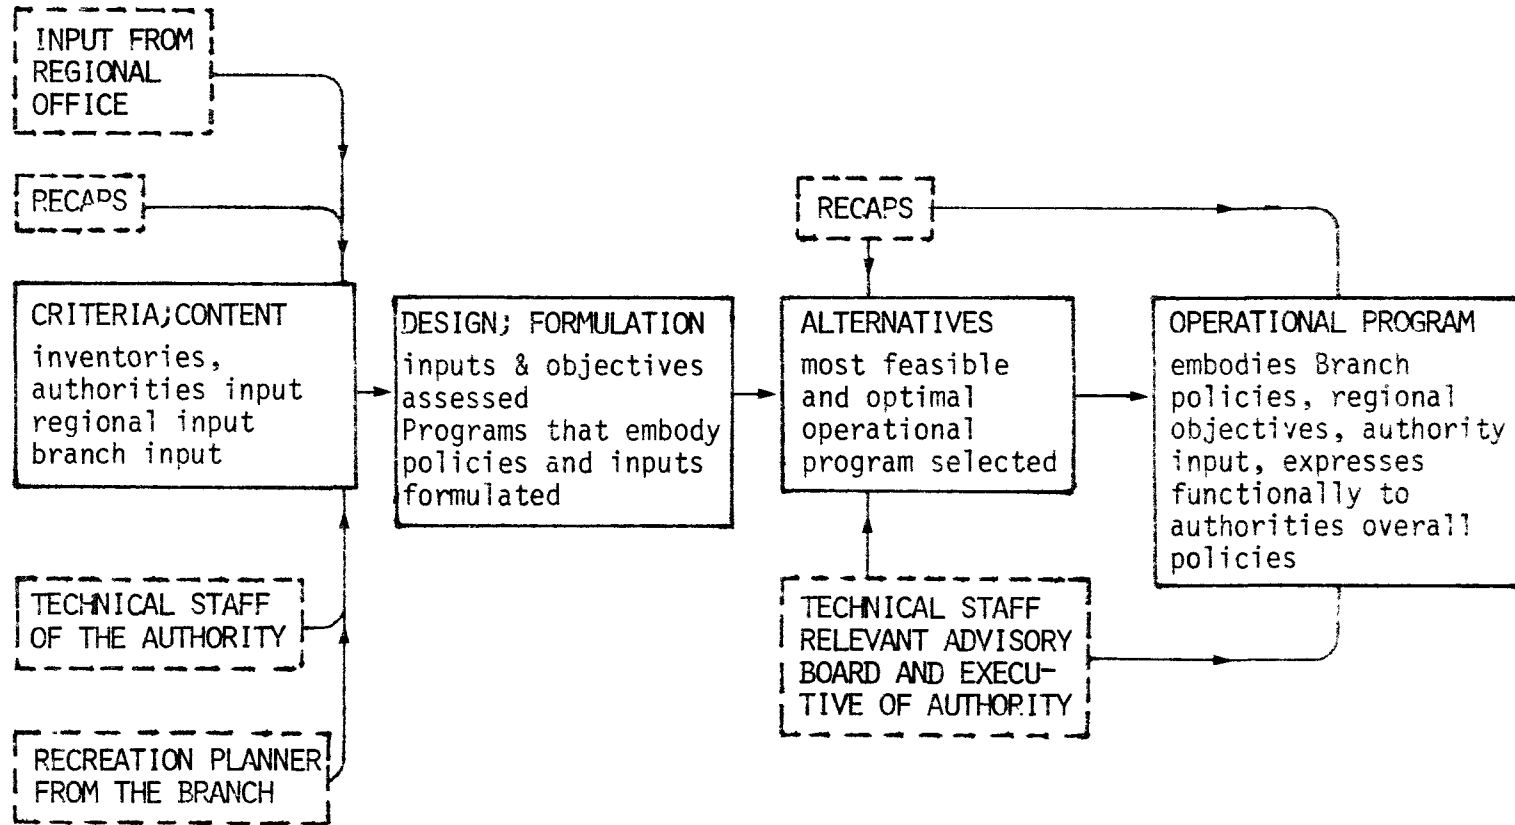 INPUT FROM
REGIONAL
OFFICE
RECAPS
CRITERIA;CONTENT
inventories,
authorities input
regional input
branch input
TECHNICAL STAFF
OF THE AUTHORITY
RECREATION PLANNER
FROM THE BRANCH
DESIGN; FORMULATION
inputs & objectives
assessed
Programs that embody
policies and inputs
formulated
RECAPS
ALTERNATIVES
most feasible
and optimal
operational
program selected
TECHNICAL STAFF
RELEVANT ADVISORY
BOARD AND EXECU-
TIVE OF AUTHORITY
OPERATIONAL PROGRAM
embodies Branch
policies, regional
objectives, authority
input, expresses
functionally to
authorities overall
policies